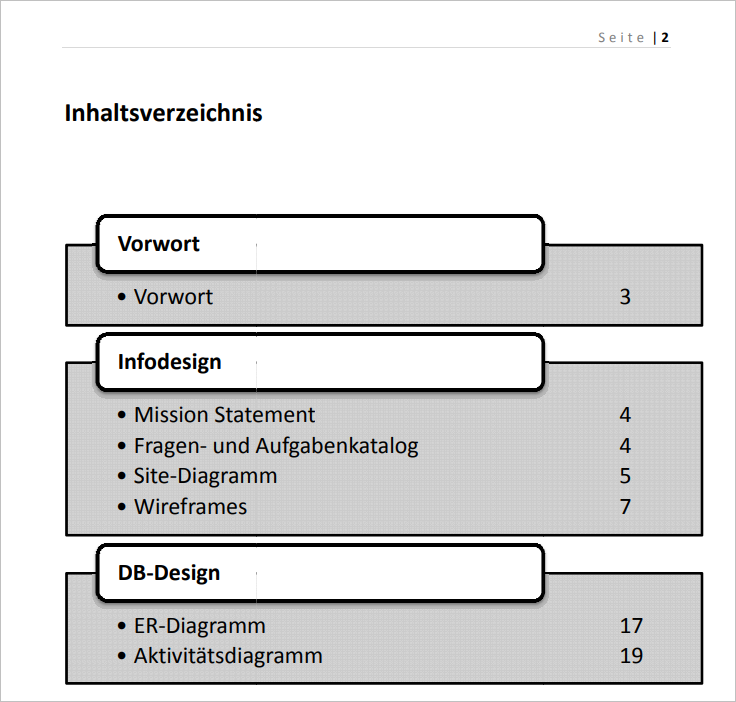 Seite | 2
Inhaltsverzeichnis
Vorwort
• Vorwort 3
Infodesign
• Mission Statement 4
• Fragen- und Aufgabenkatalog 4
• Site-Diagramm 5
• Wireframes 7
DB-Design
• ER-Diagramm 17
• Aktivitätsdiagramm 19